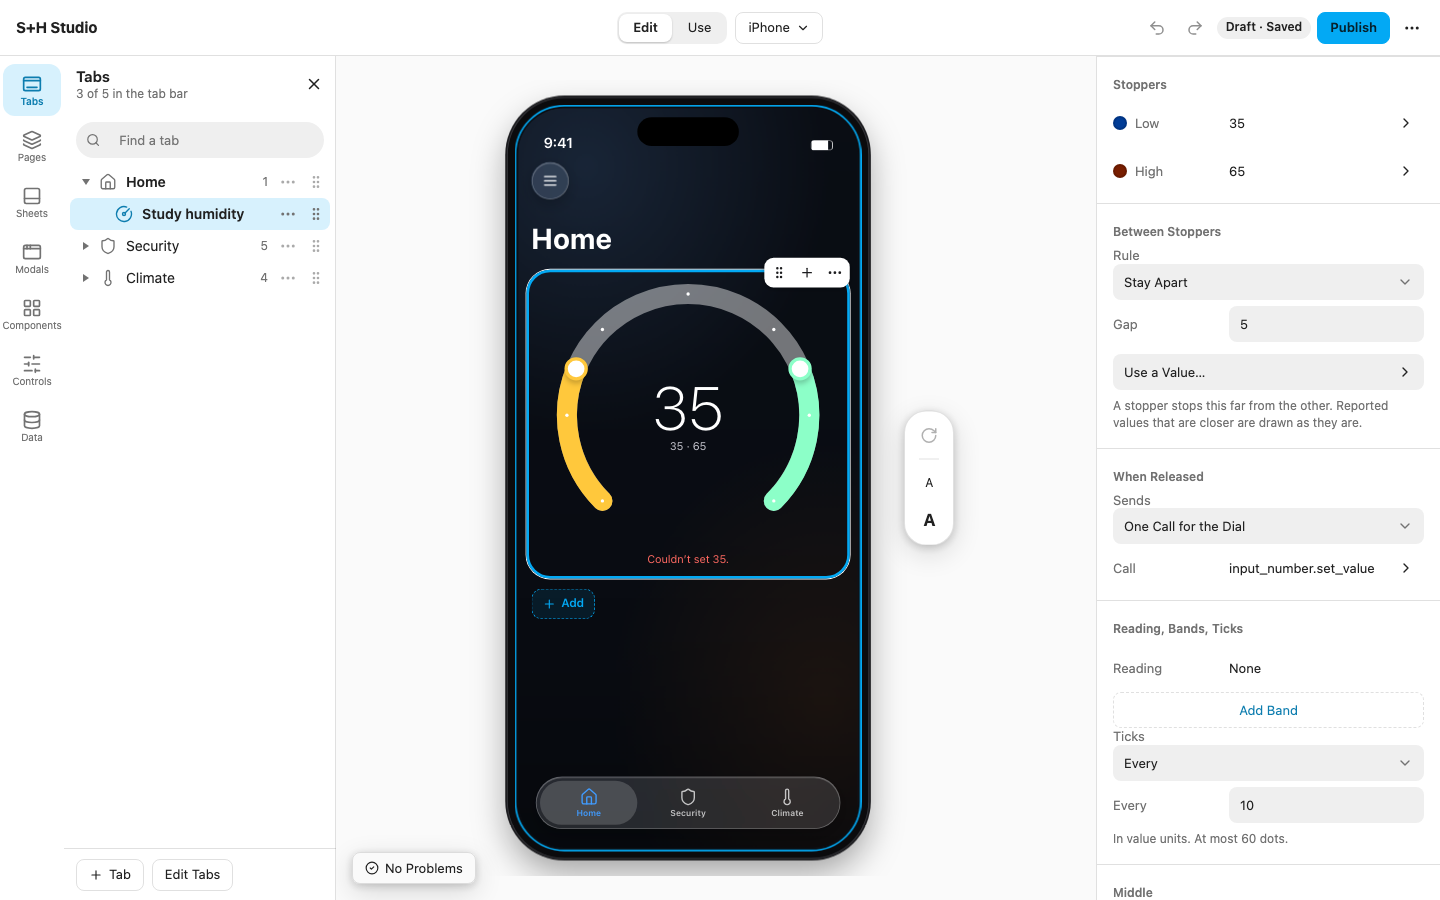 S+H Studio
Edit
Use
iPhone
Draft · Saved
Publish
Tabs
Pages
Sheets
Modals
Components
Controls
Data
Tabs
3 of 5 in the tab bar
Find a tab
Home 1
Study humidity
Security 5
Climate 4
+ Tab
Edit Tabs
9:41
Home
35
35 · 65
Couldn't set 35.
+ Add
Home
Security
Climate
A
A
No Problems
Stoppers
Low 35
High 65
Between Stoppers
Rule
Stay Apart
Gap 5
Use a Value...
A stopper stops this far from the other. Reported
values that are closer are drawn as they are.
When Released
Sends
One Call for the Dial
Call input_number.set_value
Reading, Bands, Ticks
Reading None
Add Band
Ticks
Every
Every 10
In value units. At most 60 dots.
Middle